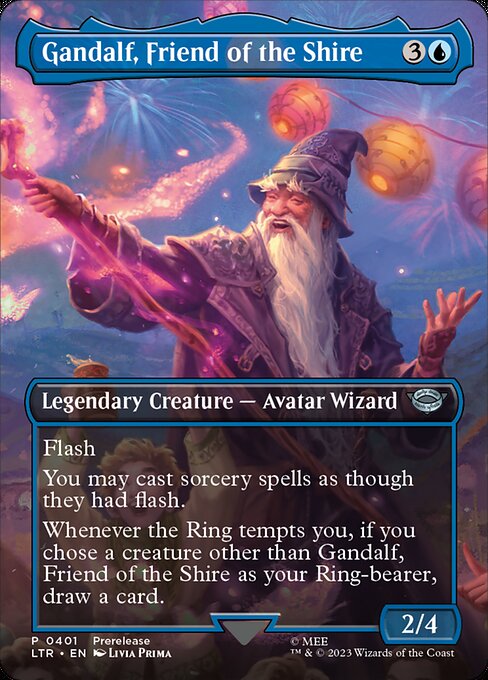 Gandalf, Friend of the Shire 3
Legendary Creature — Avatar Wizard
Flash
You may cast sorcery spells as though
they had flash.
Whenever the Ring tempts you, if you
chose a creature other than Gandalf,
Friend of the Shire as your Ring-bearer,
draw a card.
2/4
P 0401 Prerelease
LTR • EN Livia Prima
© MEE
™ & © 2023 Wizards of the Coast